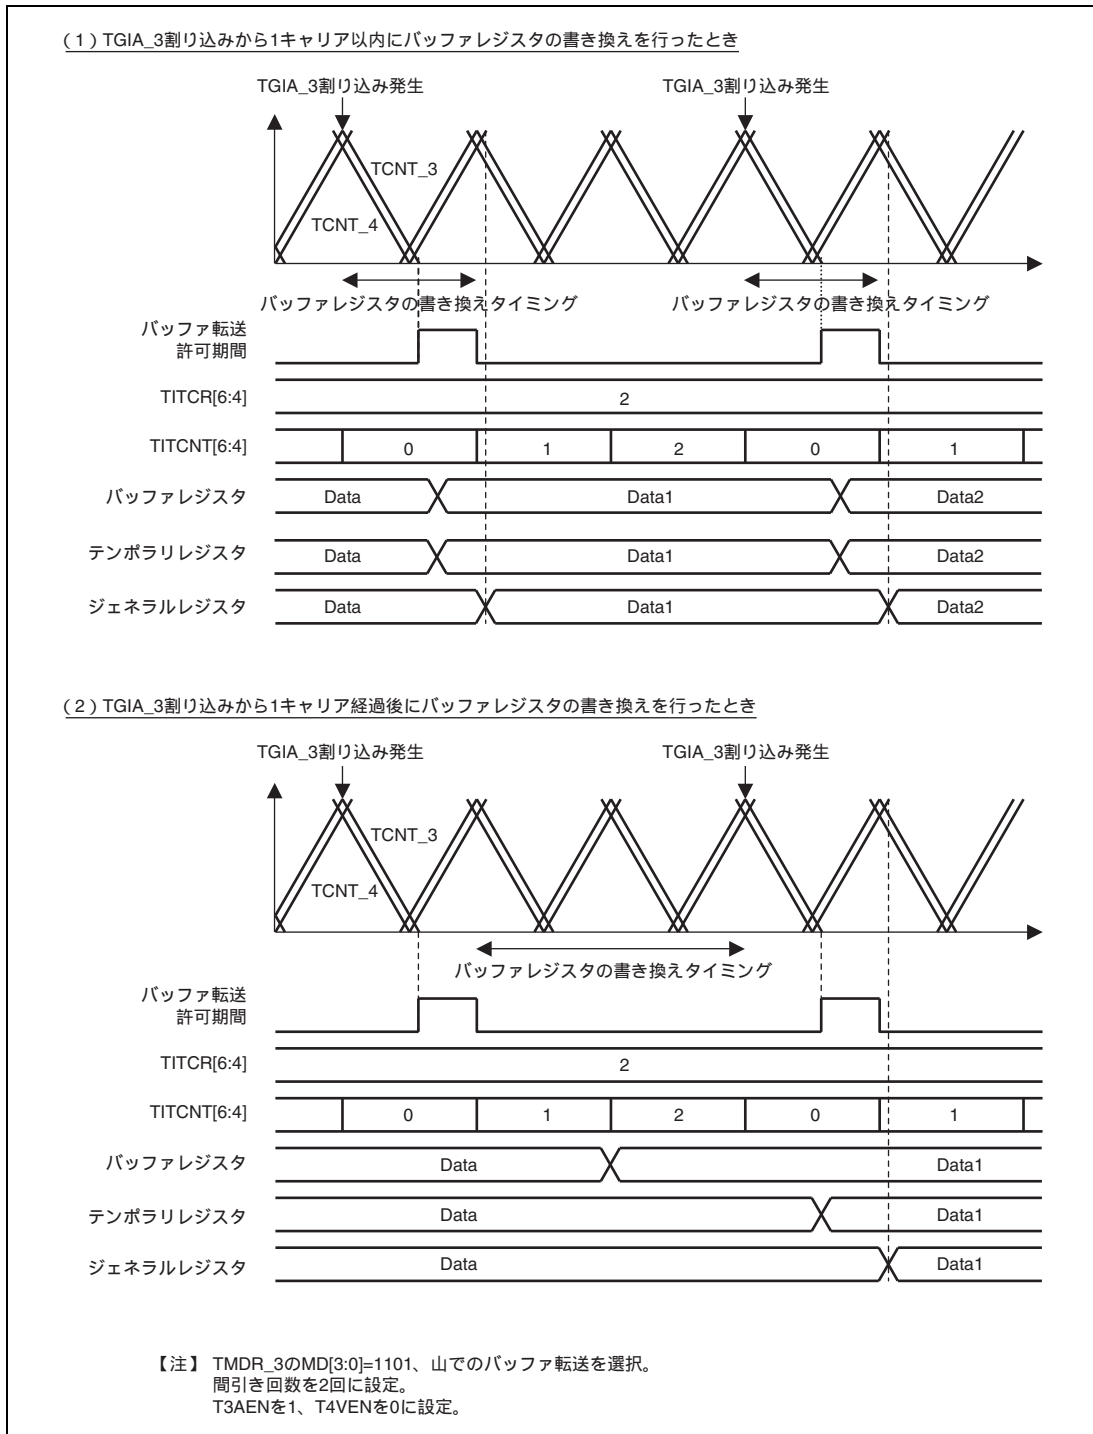 （1）TGIA_3割り込みから1キャリア以内にバッファレジスタの書き換えを行ったとき
TGIA_3割り込み発生 TGIA_3割り込み発生
TCNT_3
TCNT_4
バッファレジスタの書き換えタイミング バッファレジスタの書き換えタイミング
バッファ転送
許可期間
TITCR[6:4] 2
TITCNT[6:4] 0 1 2 0 1
バッファレジスタ Data Data1 Data2
テンポラリレジスタ Data Data1 Data2
ジェネラルレジスタ Data Data1 Data2
（2）TGIA_3割り込みから1キャリア経過後にバッファレジスタの書き換えを行ったとき
TGIA_3割り込み発生 TGIA_3割り込み発生
TCNT_3
TCNT_4
バッファレジスタの書き換えタイミング
バッファ転送
許可期間
TITCR[6:4] 2
TITCNT[6:4] 0 1 2 0 1
バッファレジスタ Data Data1
テンポラリレジスタ Data Data1
ジェネラルレジスタ Data Data1
【注】 TMDR_3のMD[3:0]=1101、山でのバッファ転送を選択。
間引き回数を2回に設定。
T3AENを1、T4VENを0に設定。